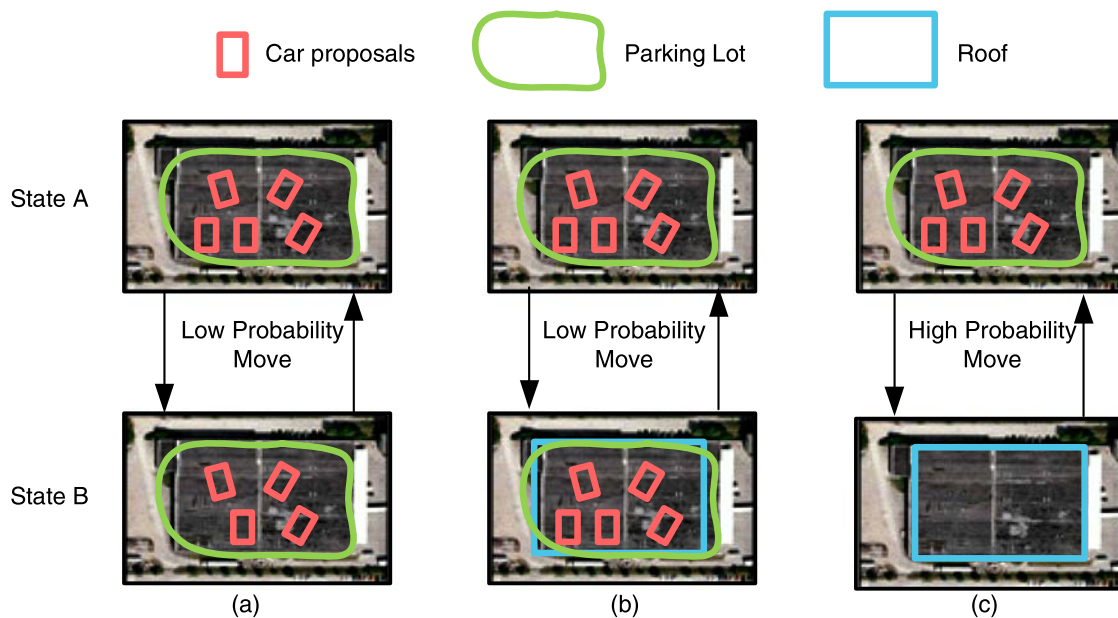 Car proposals
Parking Lot
Roof
State A
Low Probability
Move
Low Probability
Move
High Probability
Move
State B
(a)
(b)
(c)